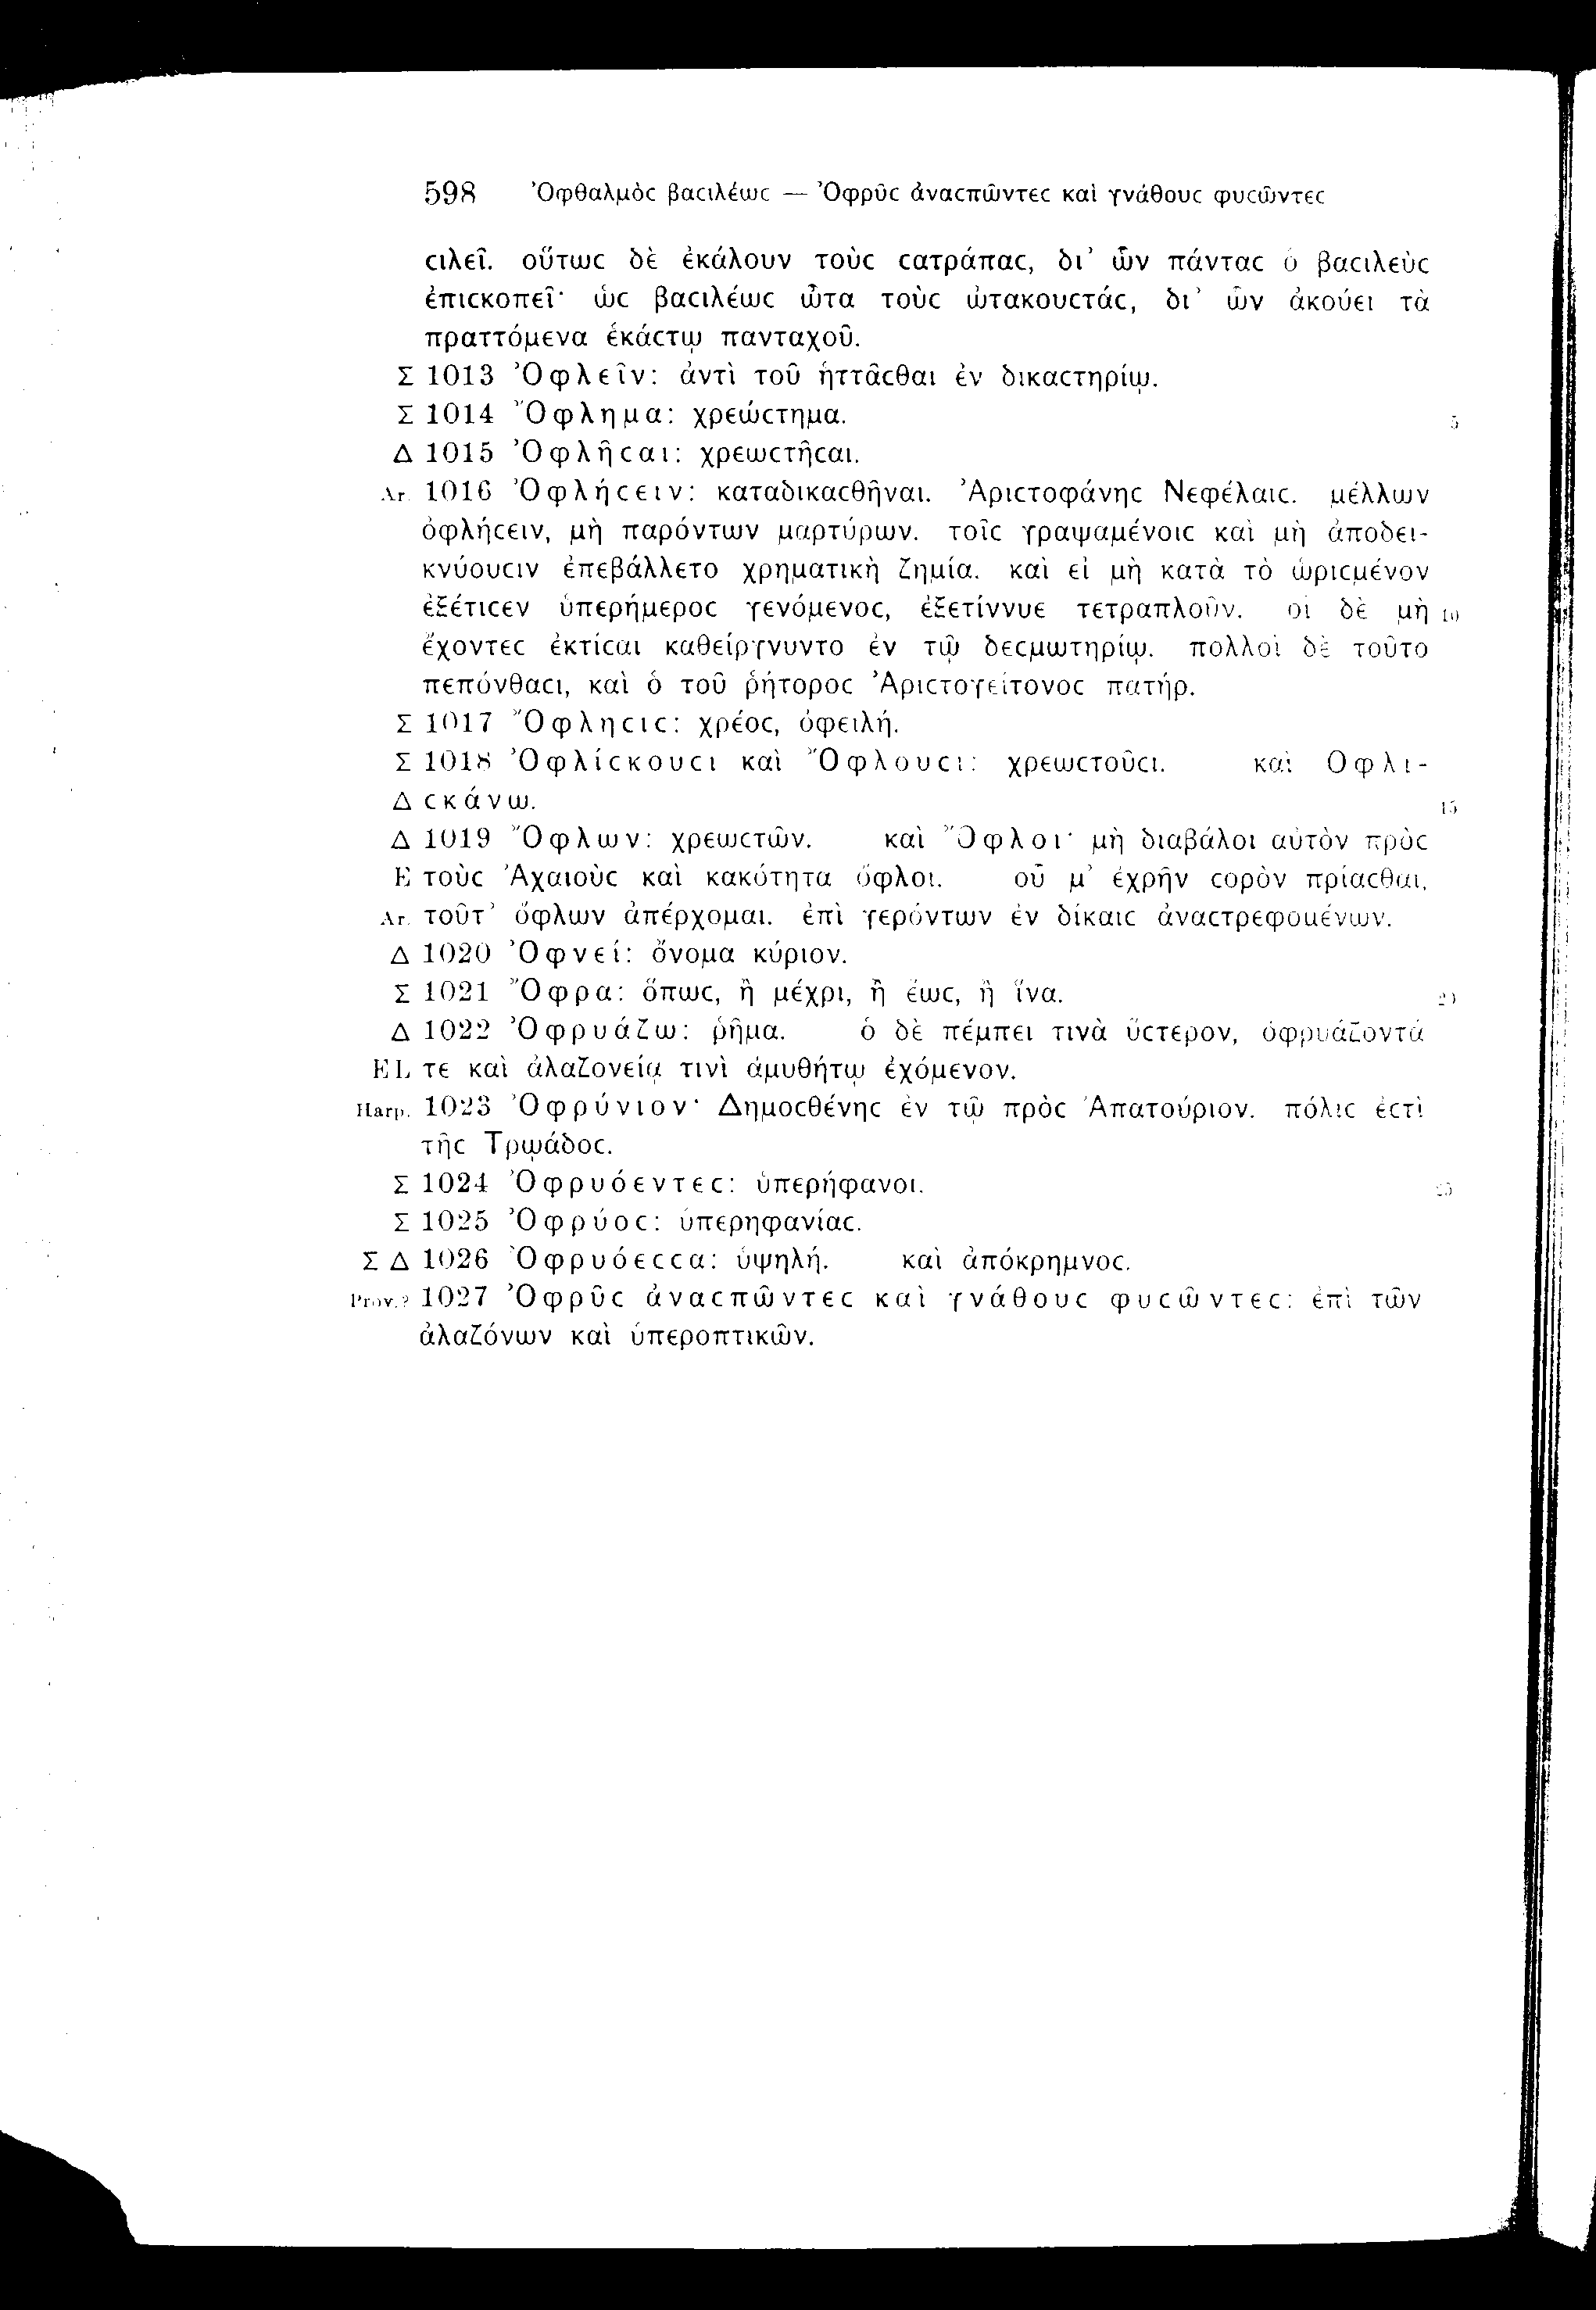 598 Ὀφθαλμὸϲ βαϲιλέωϲ — Ὀφρῦϲ ἀναϲπῶντεϲ καὶ γνάθουϲ φυϲῶντεϲ
ϲιλεῖ. οὕτωϲ δὲ ἐκάλουν τοὺϲ ϲατράπαϲ, δι᾽ ὧν πάνταϲ ὁ βαϲιλεὺϲ
ἐπιϲκοπεῖ· ὡϲ βαϲιλέωϲ ὦτα τοὺϲ ὠτακουϲτάϲ, δι᾽ ὧν ἀκούει τὰ
πραττόμενα ἑκάϲτῳ πανταχοῦ.
Σ 1013 Ὀφλεῖν: ἀντὶ τοῦ ἡττᾶϲθαι ἐν δικαϲτηρίῳ.
Σ 1014 Ὄφλημα: χρεώϲτημα. 5
Δ 1015 Ὀφλῆϲαι: χρεωϲτῆϲαι.
Ar. 1016 Ὀφλήϲειν: καταδικαϲθῆναι. Ἀριϲτοφάνηϲ Νεφέλαιϲ. μέλλων
ὀφλήϲειν, μὴ παρόντων μαρτύρων. τοῖϲ γραψαμένοιϲ καὶ μὴ ἀποδει-
κνύουϲιν ἐπεβάλλετο χρηματικὴ ζημία. καὶ εἰ μὴ κατὰ τὸ ὡριϲμένον
ἐξέτιϲεν ὑπερήμεροϲ γενόμενοϲ, ἐξετίννυε τετραπλοῦν. οἱ δὲ μὴ 10
ἔχοντεϲ ἐκτῖϲαι καθείργνυντο ἐν τῷ δεϲμωτηρίῳ. πολλοὶ δὲ τοῦτο
πεπόνθαϲι, καὶ ὁ τοῦ ῥήτοροϲ Ἀριϲτογείτονοϲ πατήρ.
Σ 1017 Ὄφληϲιϲ: χρέοϲ, ὀφειλή.
Σ 1018 Ὀφλίϲκουϲι καὶ Ὄφλουϲι: χρεωϲτοῦϲι. καὶ Ὀφλι-
Δ ϲκάνω. 15
Δ 1019 Ὄφλων: χρεωϲτῶν. καὶ Ὄφλοι· μὴ διαβάλοι αὐτὸν πρὸϲ
E τοὺϲ Ἀχαιοὺϲ καὶ κακότητα ὄφλοι. οὗ μ᾽ ἐχρῆν ϲορὸν πρίαϲθαι,
Ar. τοῦτ᾽ ὄφλων ἀπέρχομαι. ἐπὶ γερόντων ἐν δίκαιϲ ἀναϲτρεφομένων.
Δ 1020 Ὀφνεί: ὄνομα κύριον.
Σ 1021 Ὄφρα: ὅπωϲ, ἢ μέχρι, ἢ ἕωϲ, ἢ ἵνα. 20
Δ 1022 Ὀφρυάζω: ῥῆμα. ὁ δὲ πέμπει τινὰ ὕϲτερον, ὀφρυάζοντά
EL τε καὶ ἀλαζονείᾳ τινὶ ἀμυθήτῳ ἐχόμενον.
Harp. 1023 Ὀφρύνιον· Δημοϲθένηϲ ἐν τῷ πρὸϲ Ἀπατούριον. πόλιϲ ἐϲτὶ
τῆϲ Τρῳάδοϲ.
Σ 1024 Ὀφρυόεντεϲ: ὑπερήφανοι. 25
Σ 1025 Ὀφρύοϲ: ὑπερηφανίαϲ.
Σ Δ 1026 Ὀφρυόεϲϲα: ὑψηλή. καὶ ἀπόκρημνοϲ.
Prov.? 1027 Ὀφρῦϲ ἀναϲπῶντεϲ καὶ γνάθουϲ φυϲῶντεϲ: ἐπὶ τῶν
ἀλαζόνων καὶ ὑπεροπτικῶν.